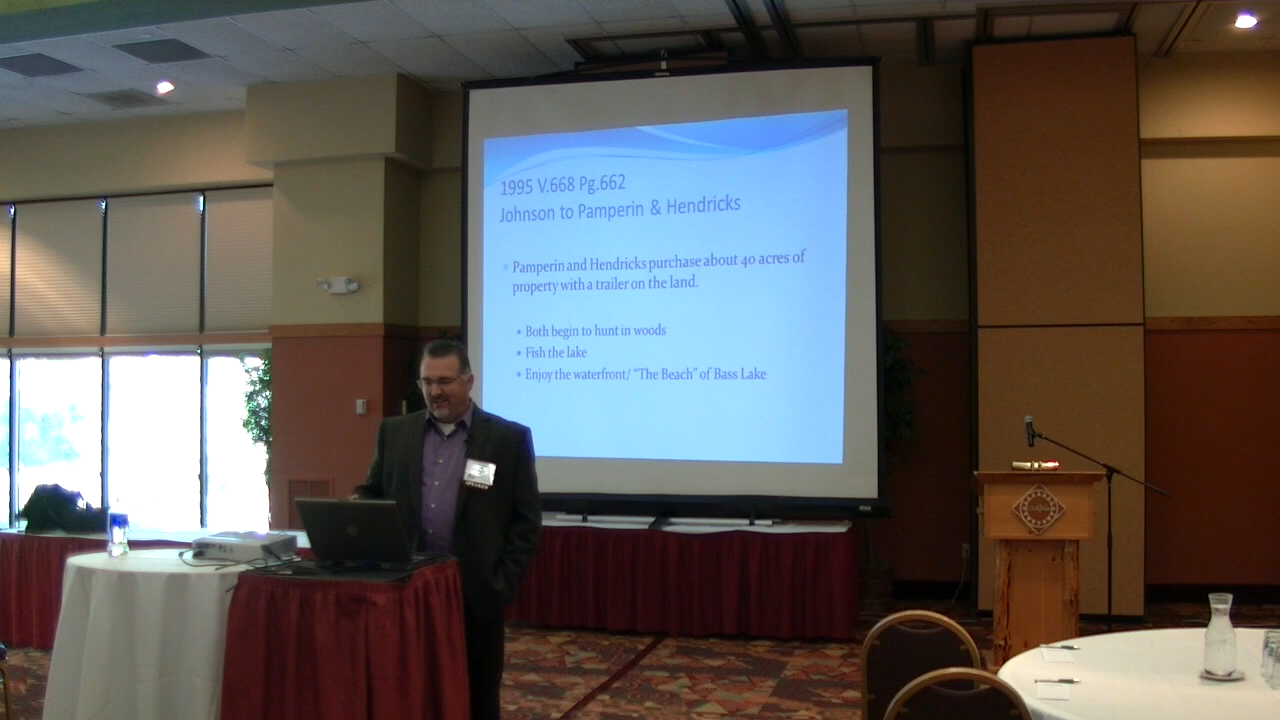 1995 V.668 Pg.662
Johnson to Pamperin & Hendricks
Pamperin and Hendricks purchase about 40 acres of
property with a trailer on the land.
Both begin to hunt in woods
Fish the lake
Enjoy the waterfront/ “The Beach” of Bass Lake
SPEAKER